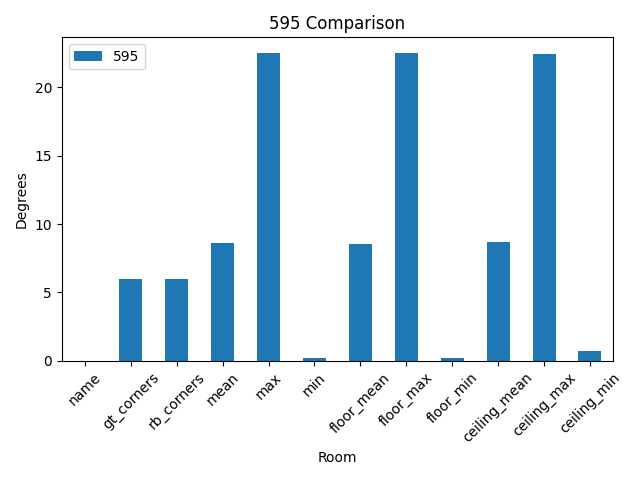 595 Comparison
595
Degrees
20
15
10
5
0
name
gt_corners
rb_corners
mean
max
min
floor_mean
floor_max
floor_min
ceiling_mean
ceiling_max
ceiling_min
Room